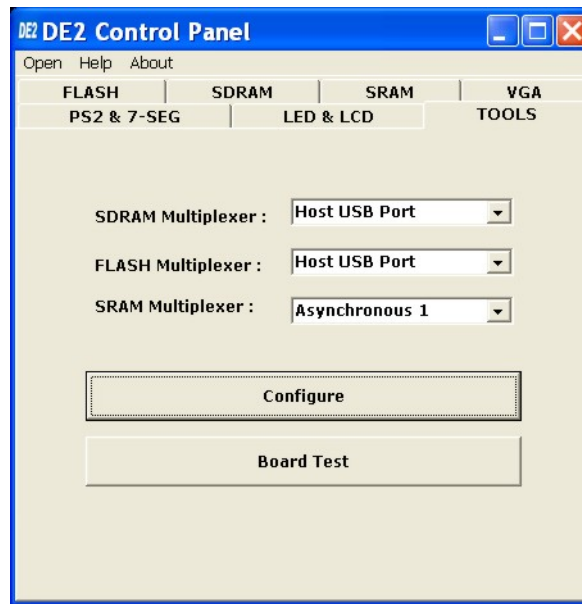 DE2 DE2 Control Panel
Open Help About
FLASH SDRAM SRAM VGA
PS2 & 7-SEG LED & LCD TOOLS
SDRAM Multiplexer : Host USB Port
FLASH Multiplexer : Host USB Port
SRAM Multiplexer : Asynchronous 1
Configure
Board Test